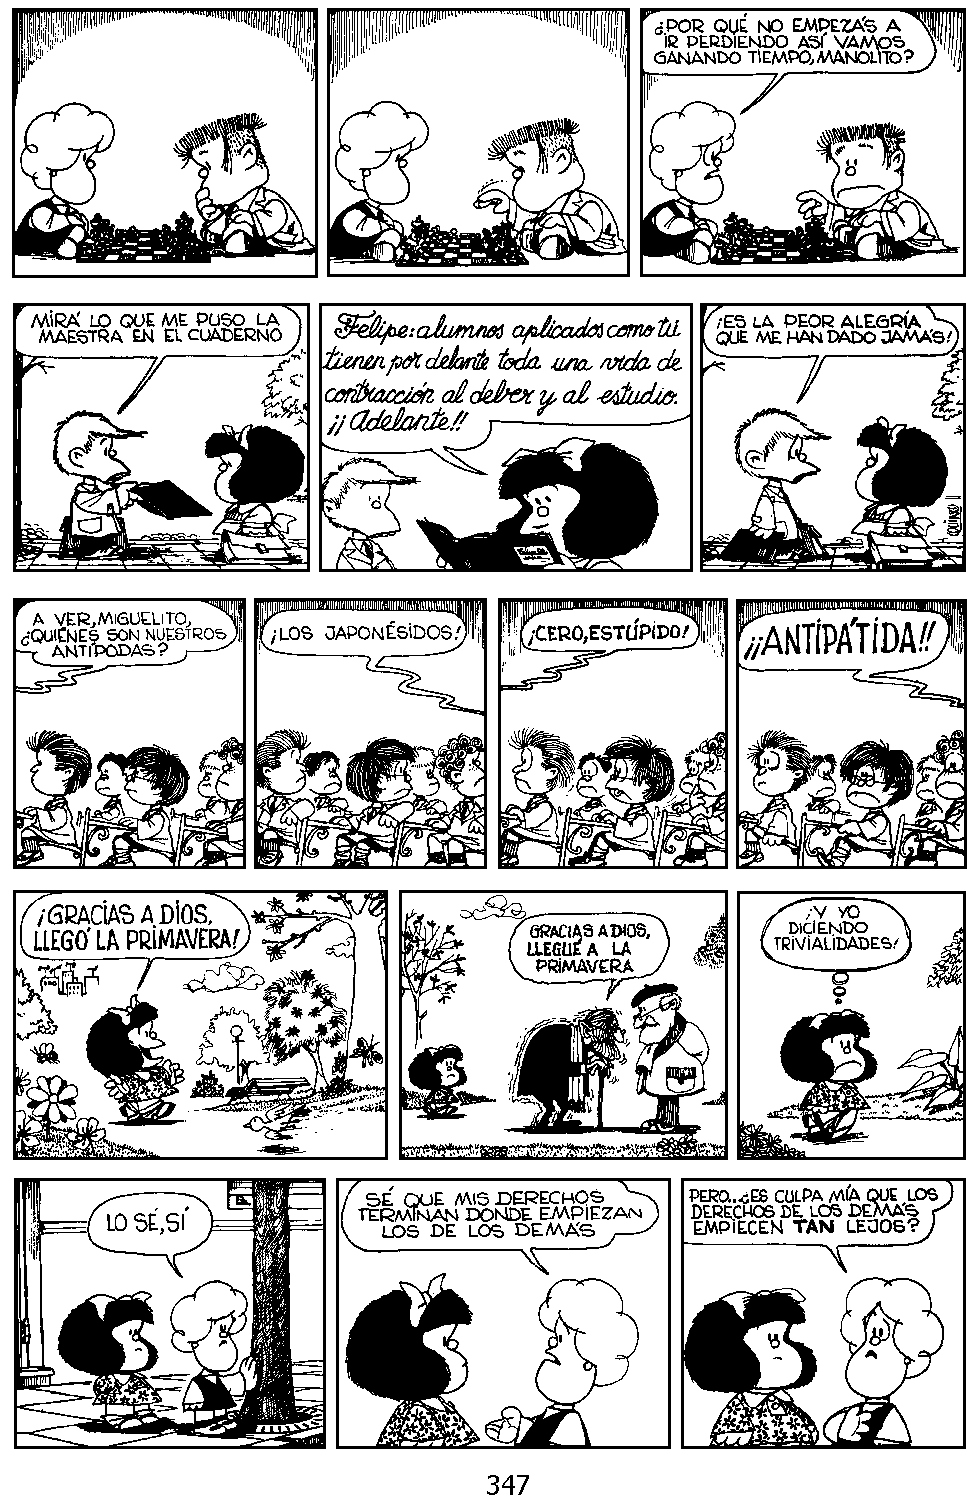 ¿POR QUÉ NO EMPEZÁS A
IR PERDIENDO ASÍ VAMOS
GANANDO TIEMPO, MANOLITO?
MIRÁ LO QUE ME PUSO LA
MAESTRA EN EL CUADERNO
Felipe: alumnos aplicados como tú
tienen por delante toda una vida de
contracción al deber y al estudio.
¡¡Adelante!!
¡ES LA PEOR ALEGRÍA
QUE ME HAN DADO JAMÁS!
QUINO
A VER, MIGUELITO,
¿QUIÉNES SON NUESTROS
ANTÍPODAS?
¡LOS JAPONÉSIDOS!
¡CERO, ESTÚPIDO!
¡¡ANTIPÁTIDA!!
¡GRACIAS A DIOS,
LLEGÓ LA PRIMAVERA!
GRACIAS A DIOS,
LLEGUÉ A LA
PRIMAVERA
¡Y YO
DICIENDO
TRIVIALIDADES!
LO SÉ, SÍ
SÉ QUE MIS DERECHOS
TERMINAN DONDE EMPIEZAN
LOS DE LOS DEMÁS
PERO..¿ES CULPA MÍA QUE LOS
DERECHOS DE LOS DEMÁS
EMPIECEN TAN LEJOS?
347